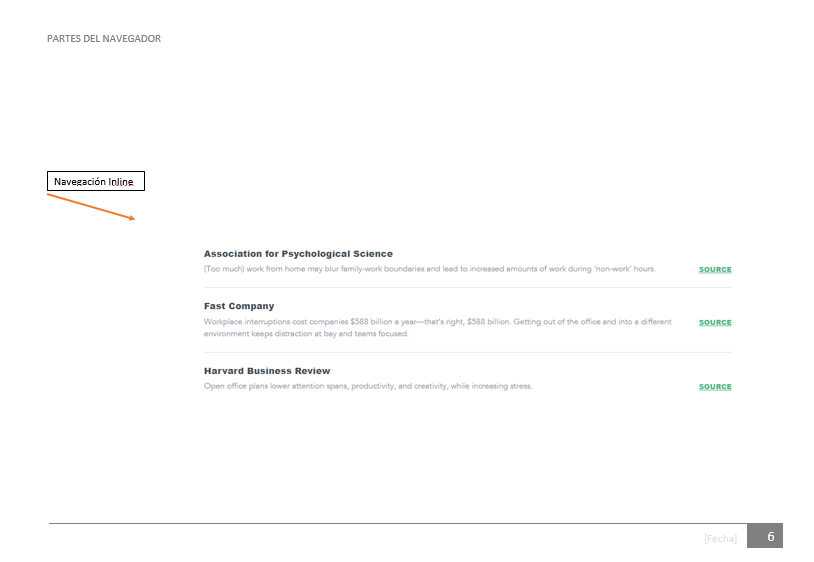 PARTES DEL NAVEGADOR
Navegación Inline
Association for Psychological Science
(Too much) work from home may blur family-work boundaries and lead to increased amounts of work during 'non-work' hours.
SOURCE
Fast Company
Workplace interruptions cost companies $588 billion a year—that's right, $588 billion. Getting out of the office and into a different
environment keeps distraction at bay and teams focused.
SOURCE
Harvard Business Review
Open office plans lower attention spans, productivity, and creativity, while increasing stress.
SOURCE
[Fecha]
6